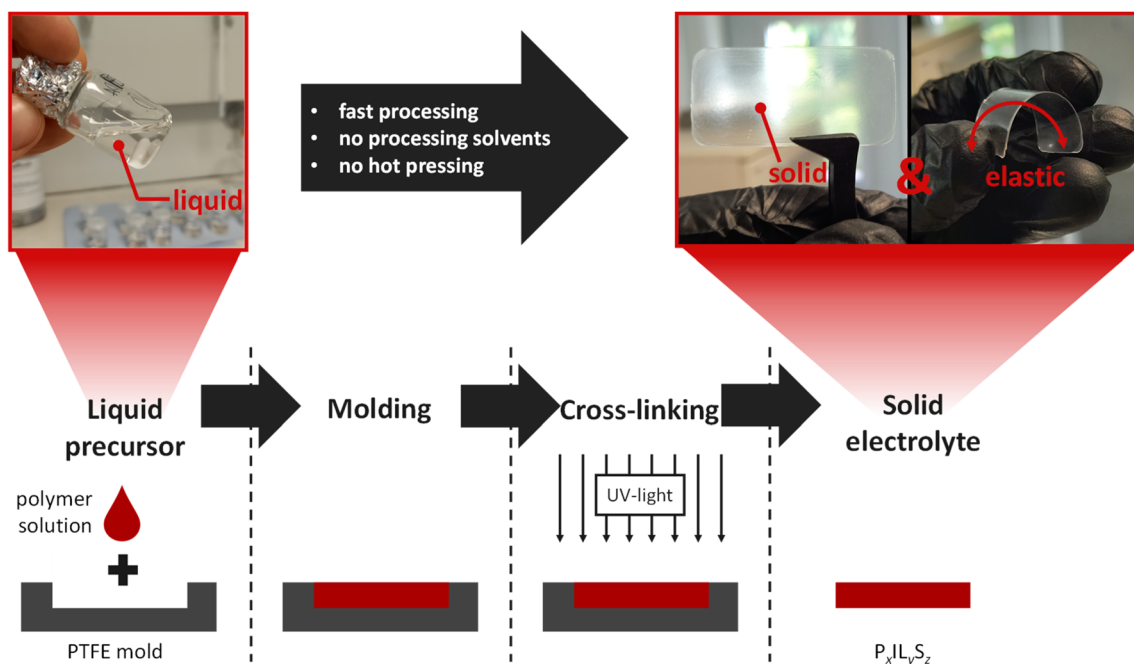 liquid
• fast processing
• no processing solvents
• no hot pressing
solid
&
elastic
Liquid
precursor
Molding
Cross-linking
Solid
electrolyte
polymer
solution
+
UV-light
PTFE mold
PₓILᵧS_z